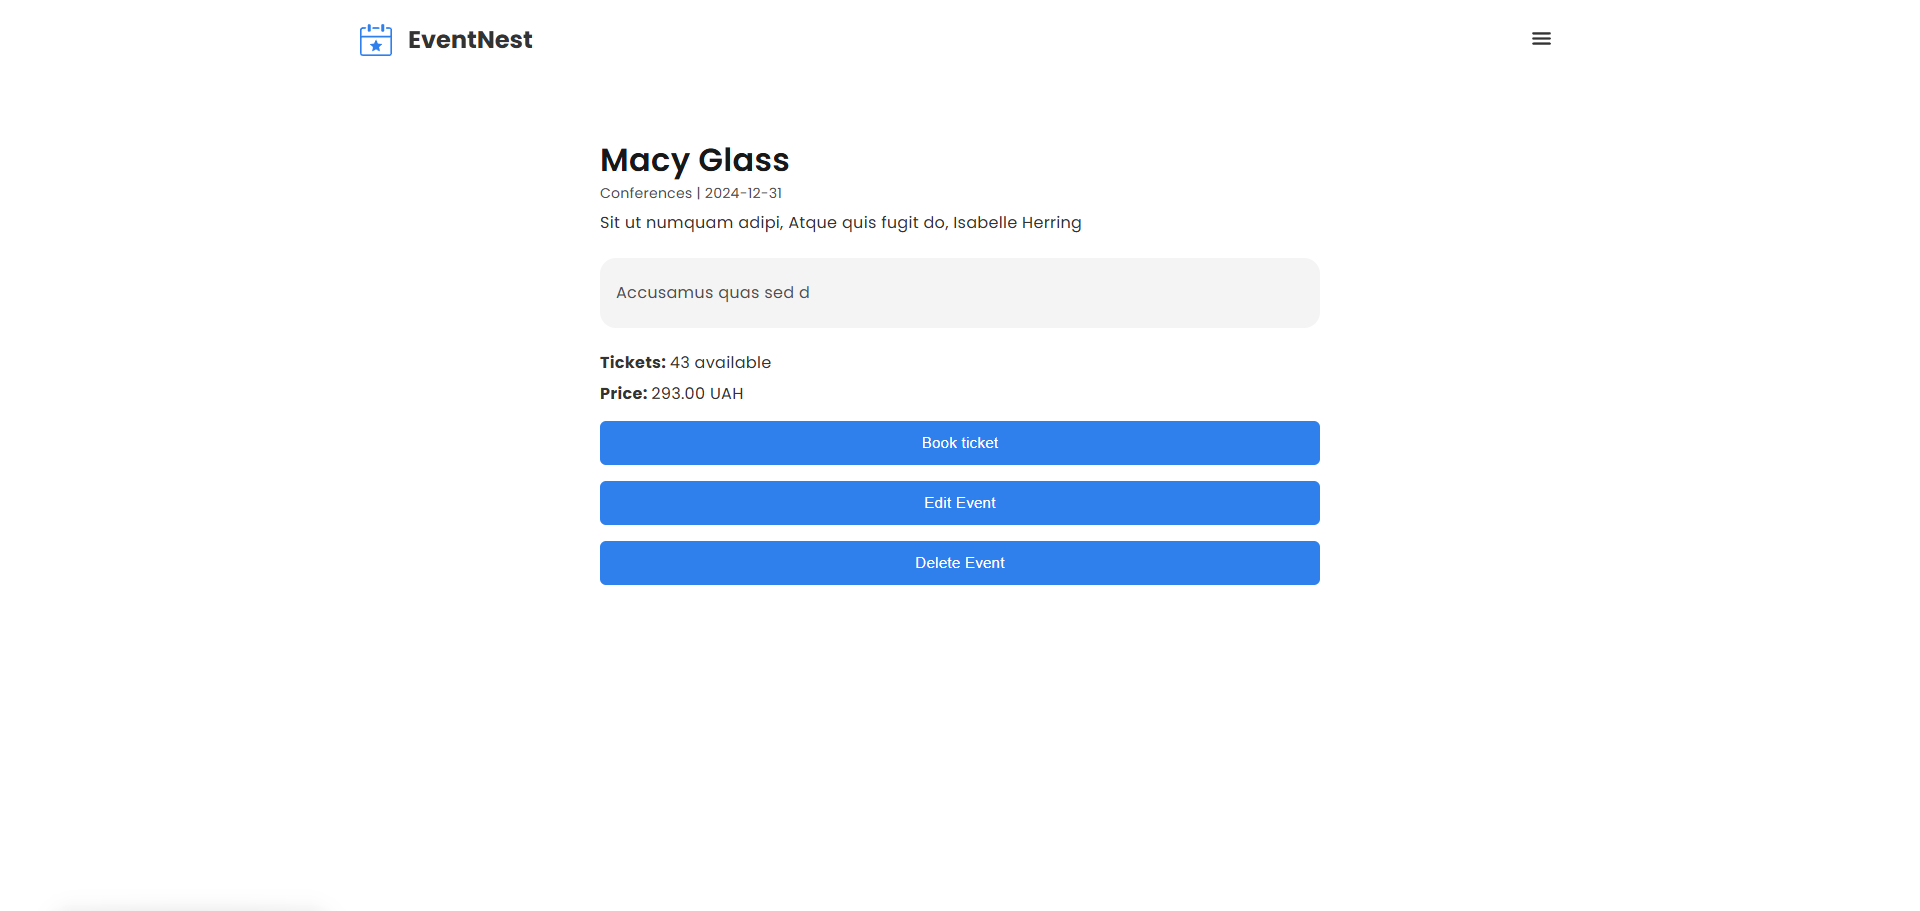 EventNest
Macy Glass
Conferences | 2024-12-31
Sit ut numquam adipi, Atque quis fugit do, Isabelle Herring
Accusamus quas sed d
Tickets: 43 available
Price: 293.00 UAH
Book ticket
Edit Event
Delete Event